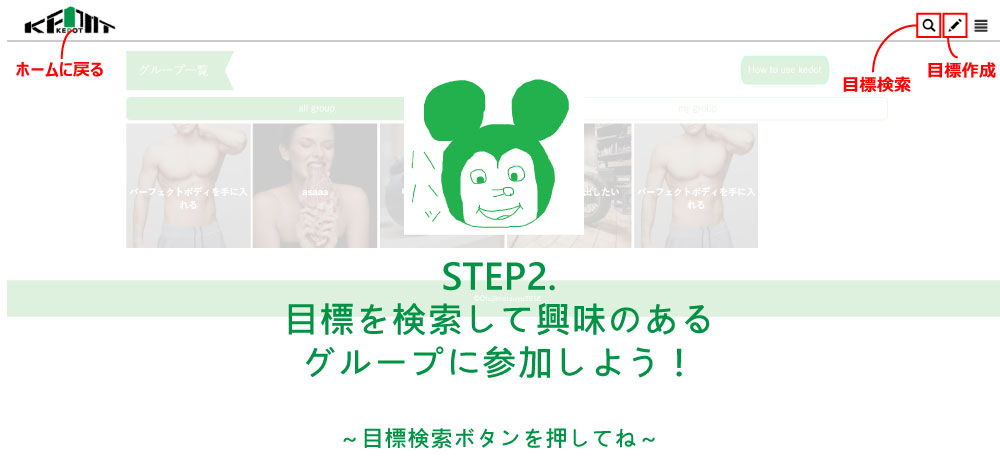 KEDOT
KEDOT
ホームに戻る
目標検索
目標作成
グループ一覧
How to use kedot
all group
my group
パーフェクトボディを手に入
れる
asaaa
出したい
パーフェクトボディを手に入
れる
ハ
ハ
ッ
STEP2.
目標を検索して興味のある
グループに参加しよう！
～目標検索ボタンを押してね～